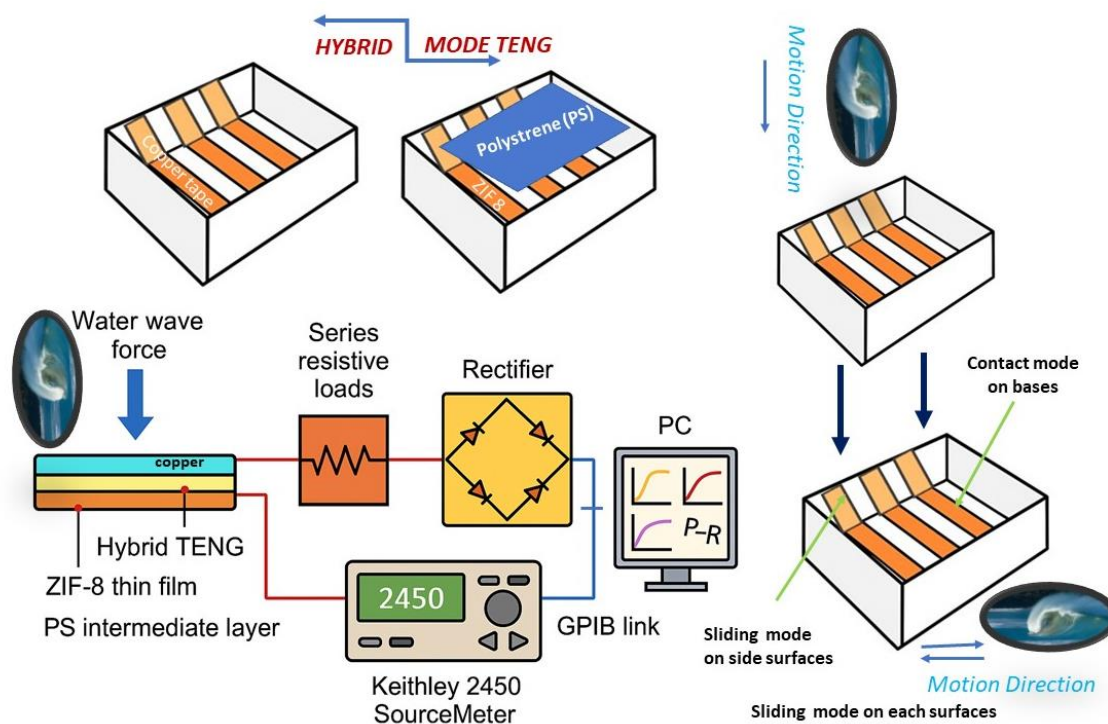 HYBRID MODE TENG
Copper tape
Polystrene (PS)
ZIF 8
Motion Direction
Water wave
force
Series
resistive
loads
Rectifier
PC
copper
P–R
Hybrid TENG
ZIF-8 thin film
PS intermediate layer
2450
GPIB link
Keithley 2450
SourceMeter
Contact mode
on bases
Sliding mode
on side surfaces
Motion Direction
Sliding mode on each surfaces